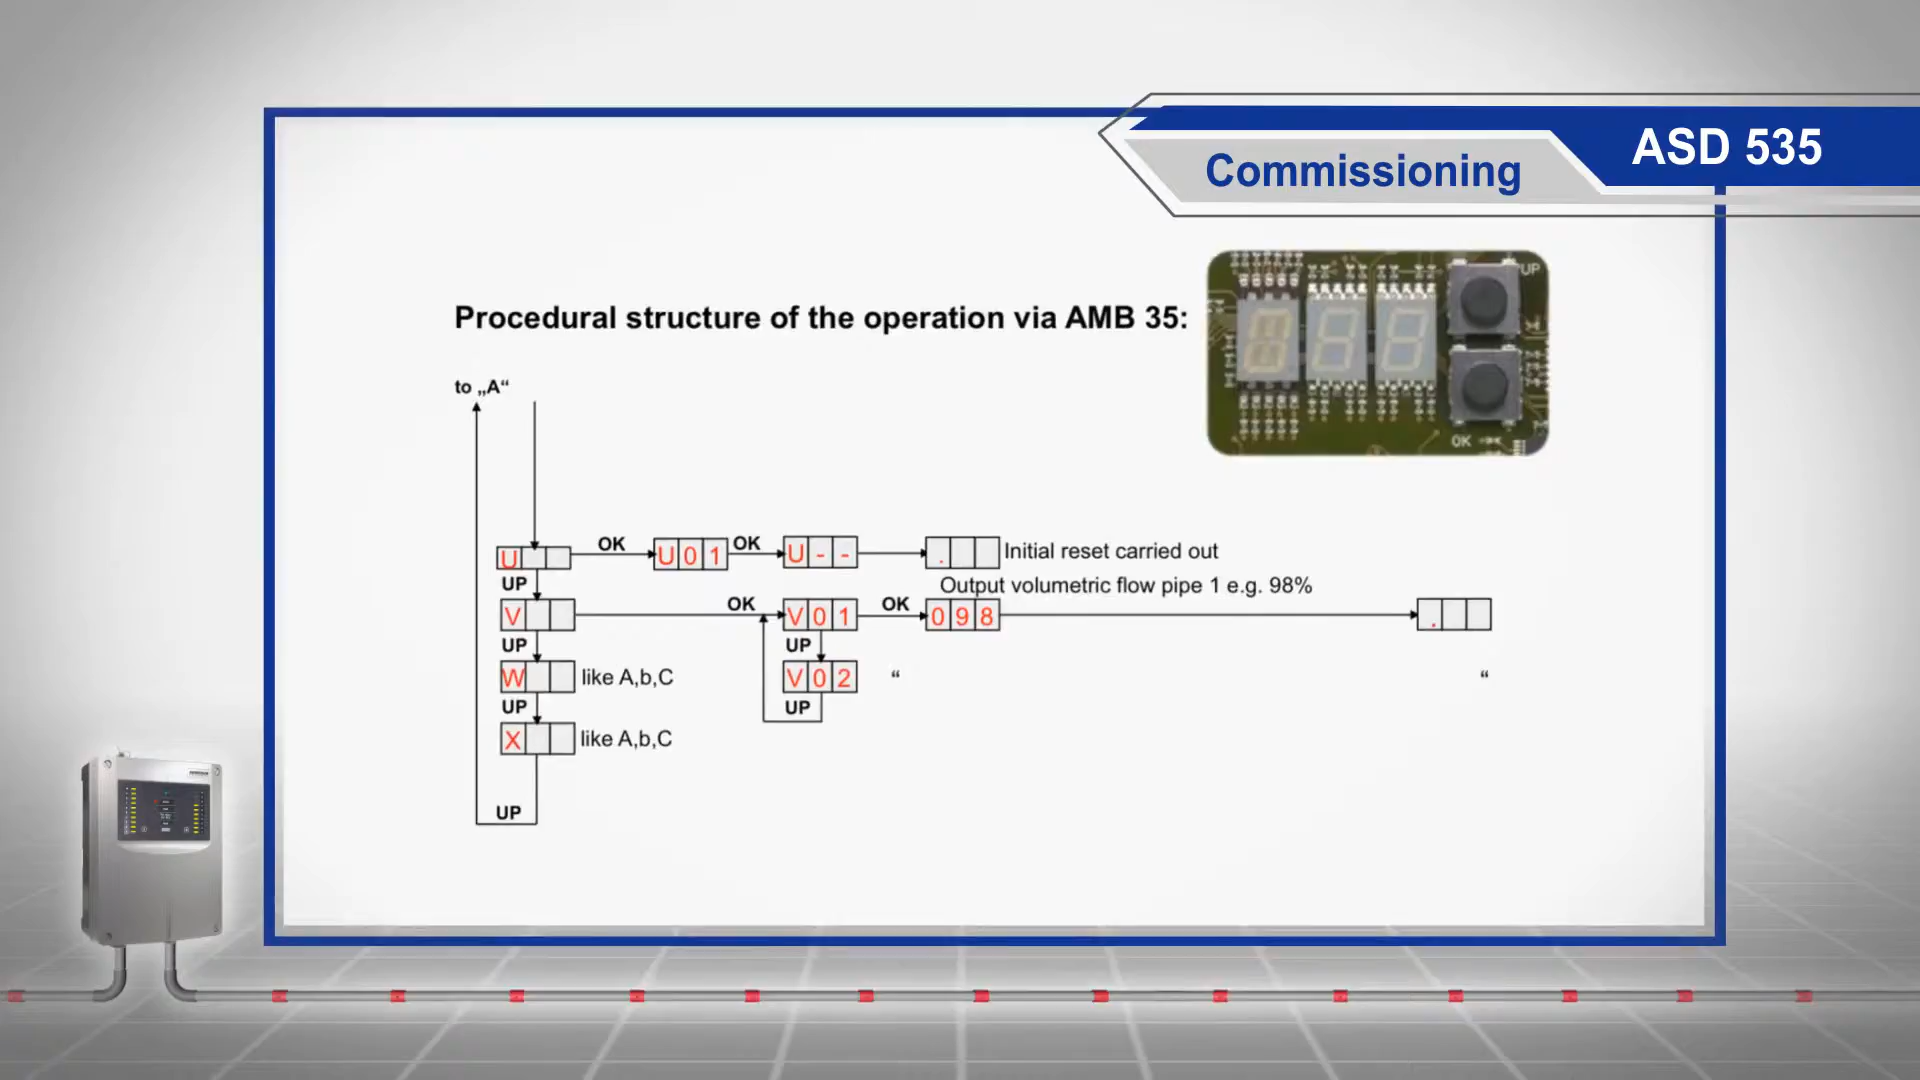 ASD 535
Commissioning
UP
OK
Procedural structure of the operation via AMB 35:
to „A“
U OK U01 OK U-- . Initial reset carried out
UP Output volumetric flow pipe 1 e.g. 98%
V OK V01 OK 098 .
UP UP
W like A,b,C V02 “ “
UP UP
X like A,b,C
UP